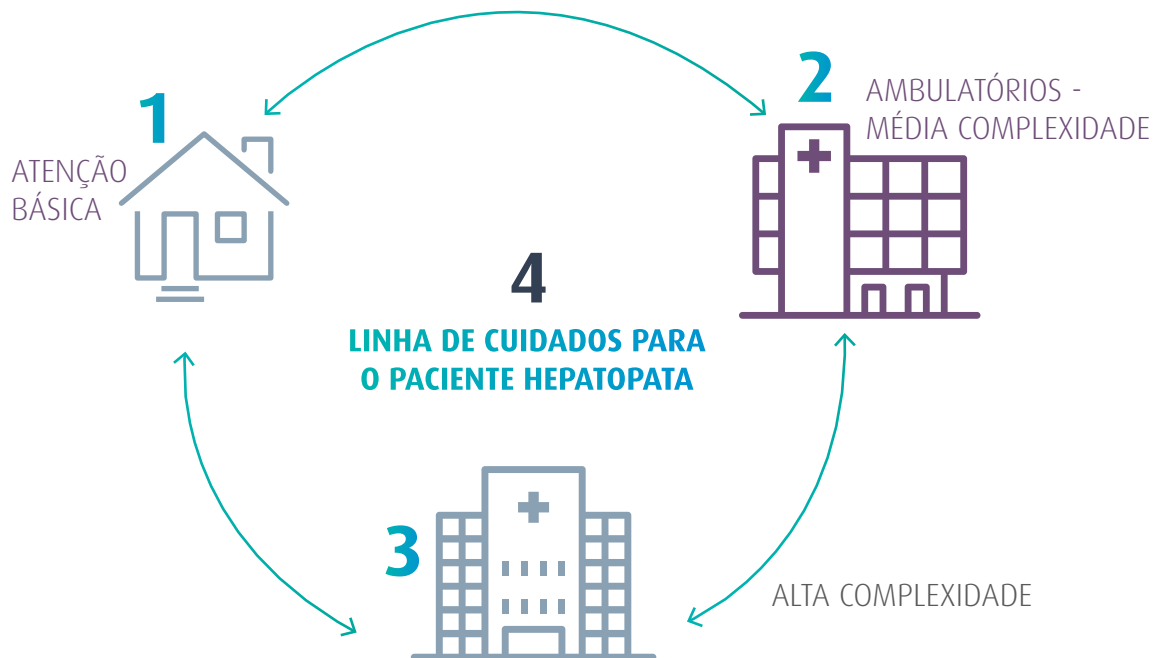 1
ATENÇÃO
BÁSICA
2
AMBULATÓRIOS -
MÉDIA COMPLEXIDADE
4
LINHA DE CUIDADOS PARA
O PACIENTE HEPATOPATA
3
ALTA COMPLEXIDADE